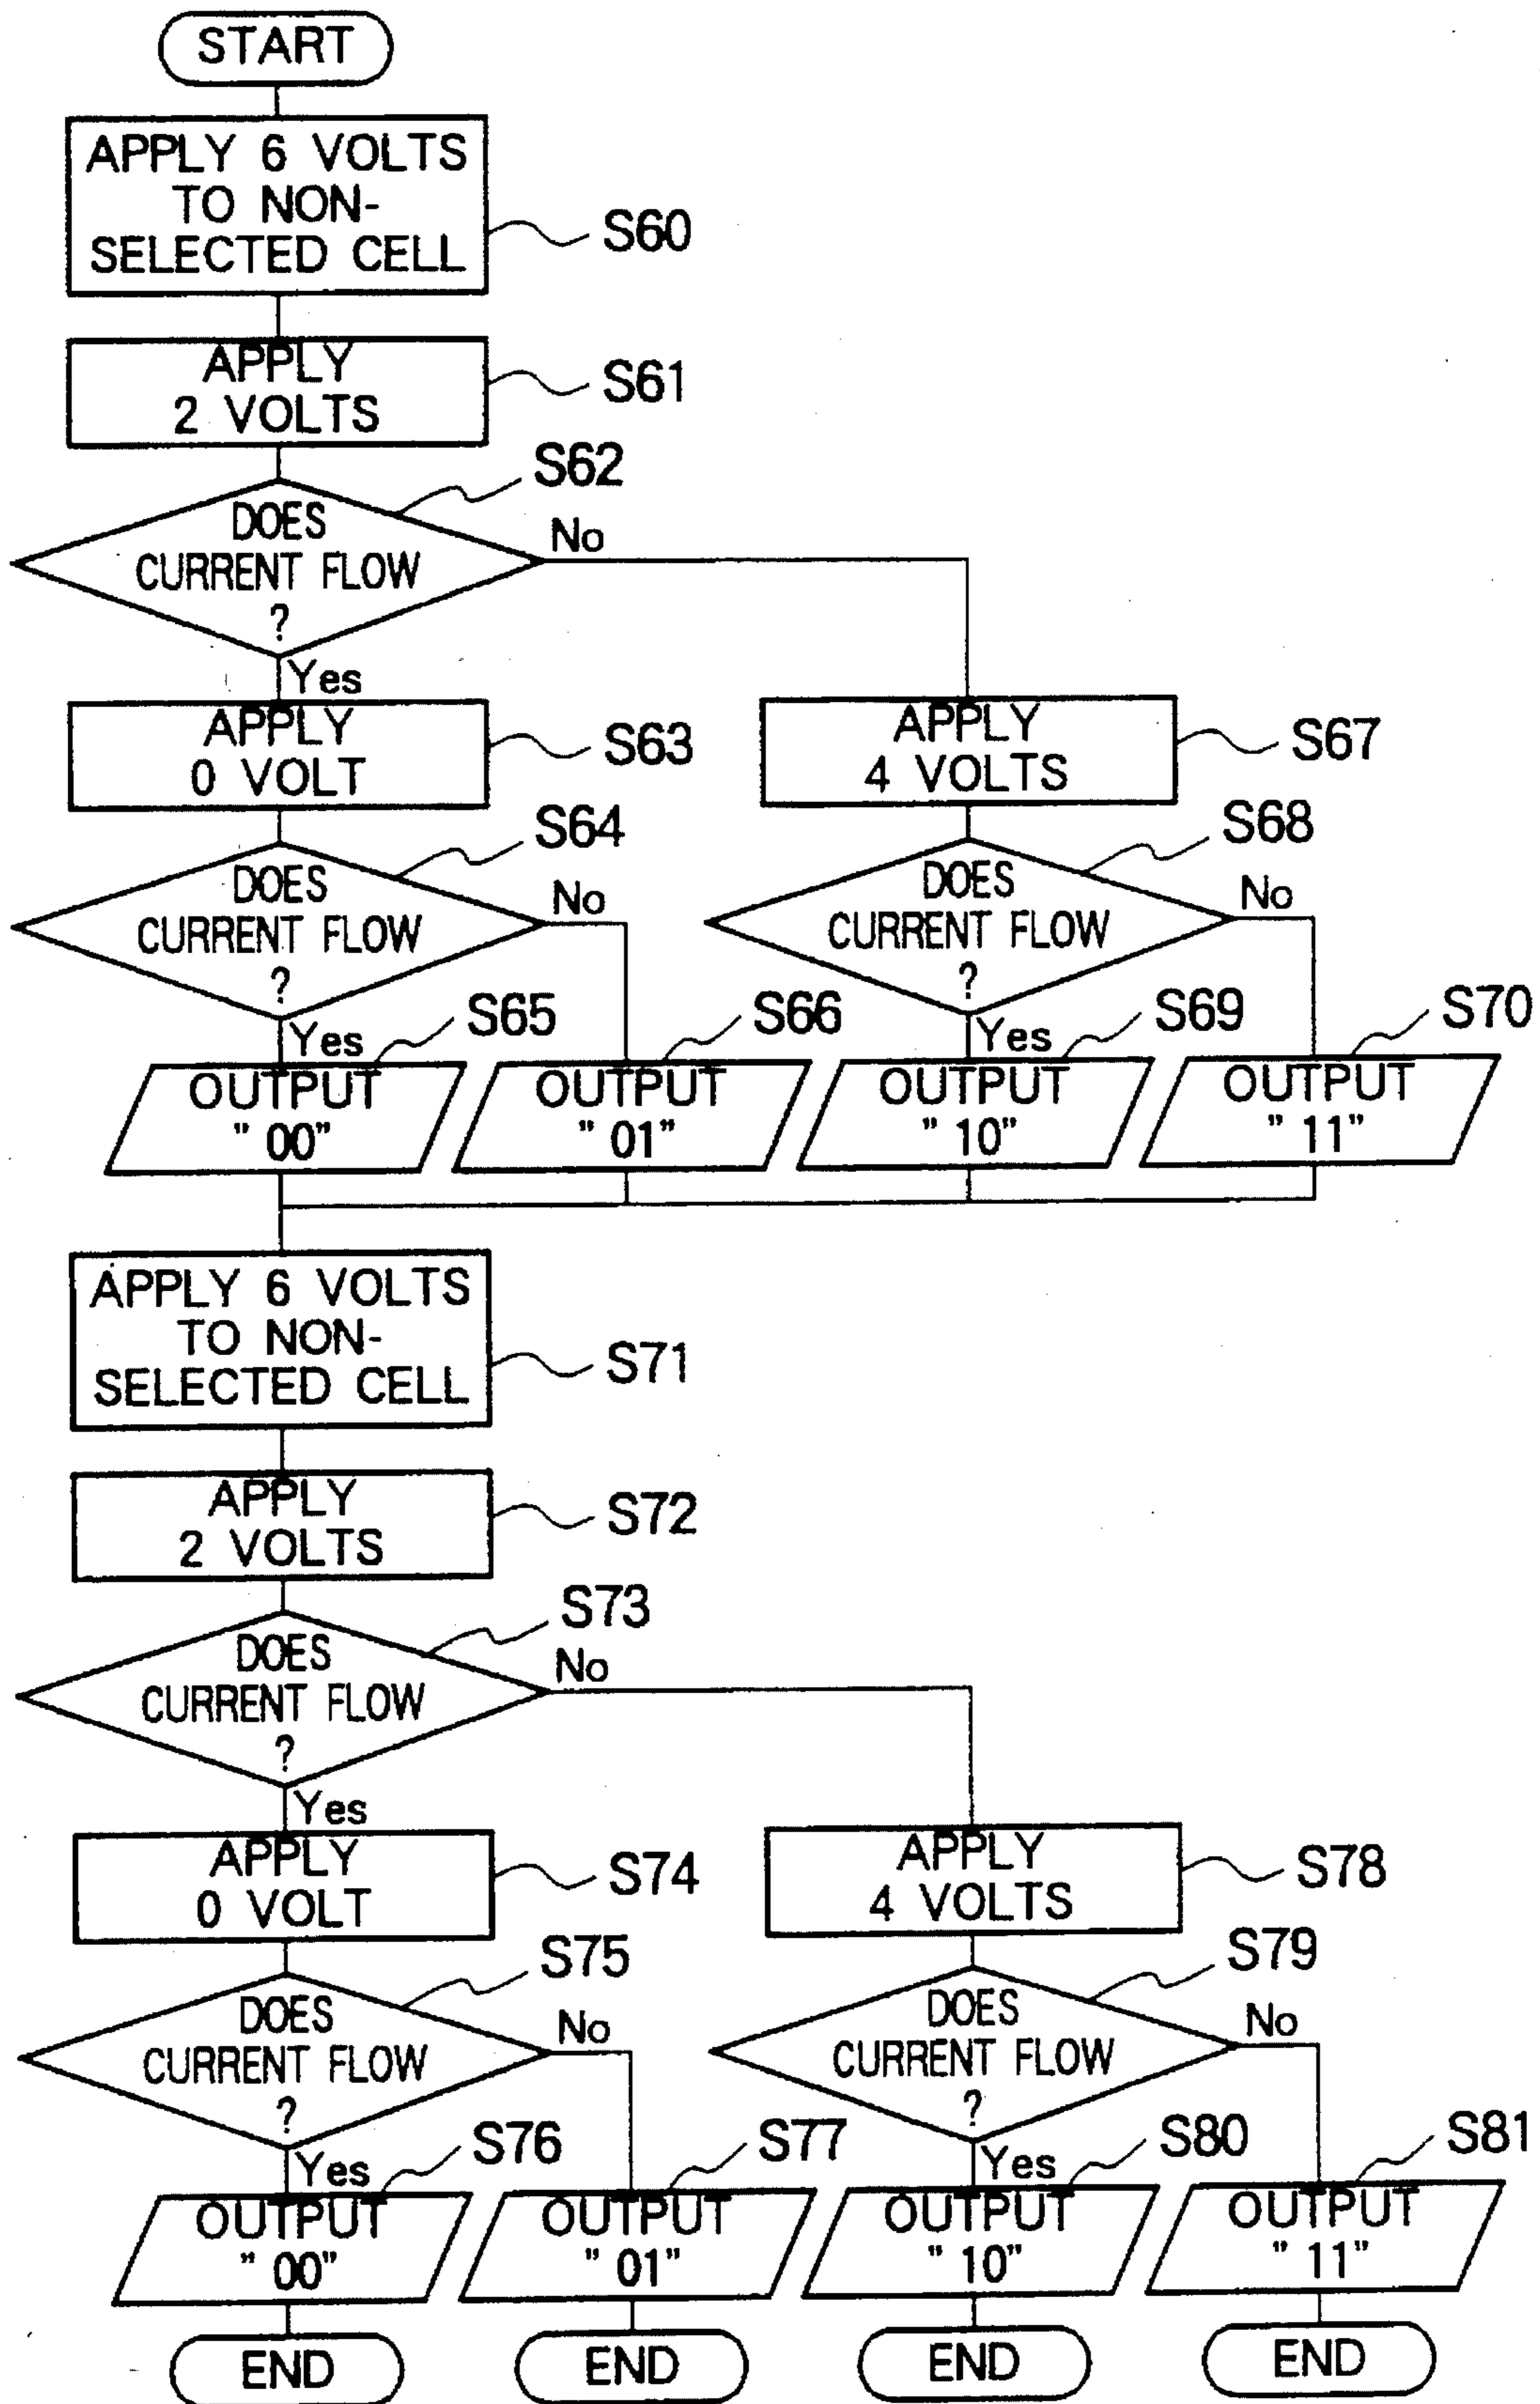 START
APPLY 6 VOLTS
TO NON-
SELECTED CELL
S60
APPLY
2 VOLTS
S61
S62
DOES
CURRENT FLOW
?
No
Yes
APPLY
0 VOLT
S63
APPLY
4 VOLTS
S67
S64
DOES
CURRENT FLOW
?
No
Yes
S68
DOES
CURRENT FLOW
?
No
Yes
S65
OUTPUT
" 00"
S66
OUTPUT
" 01"
S69
OUTPUT
" 10"
S70
OUTPUT
" 11"
APPLY 6 VOLTS
TO NON-
SELECTED CELL
S71
APPLY
2 VOLTS
S72
S73
DOES
CURRENT FLOW
?
No
Yes
APPLY
0 VOLT
S74
APPLY
4 VOLTS
S78
S75
DOES
CURRENT FLOW
?
No
Yes
S79
DOES
CURRENT FLOW
?
No
Yes
S76
OUTPUT
" 00"
S77
OUTPUT
" 01"
S80
OUTPUT
" 10"
S81
OUTPUT
" 11"
END
END
END
END